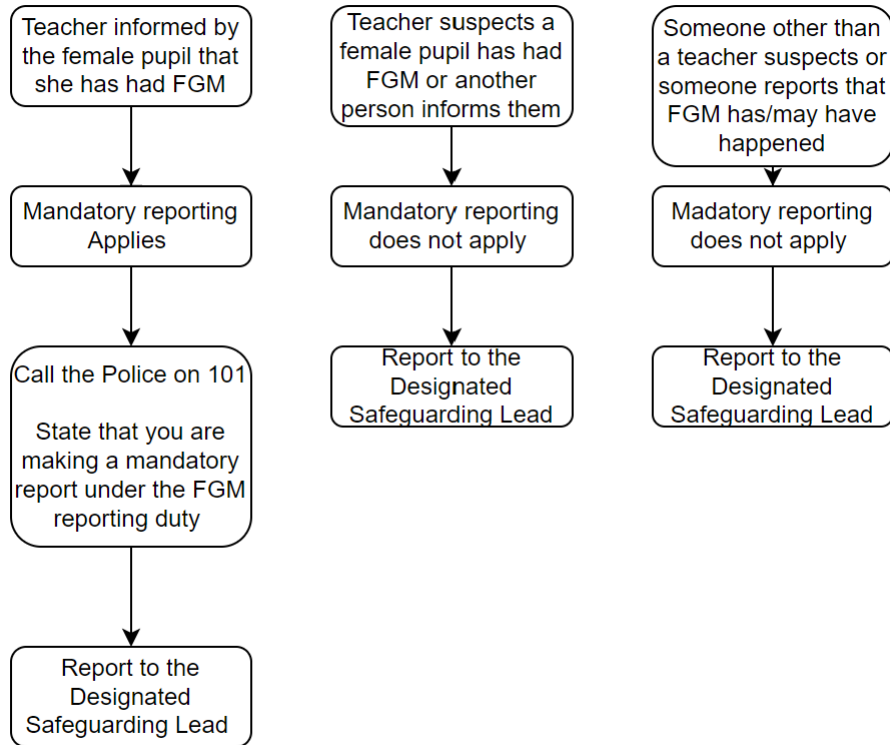 Teacher informed by
the female pupil that
she has had FGM
Mandatory reporting
Applies
Call the Police on 101
State that you are
making a mandatory
report under the FGM
reporting duty
Report to the
Designated
Safeguarding Lead
Teacher suspects a
female pupil has had
FGM or another
person informs them
Mandatory reporting
does not apply
Report to the
Designated
Safeguarding Lead
Someone other than
a teacher suspects or
someone reports that
FGM has/may have
happened
Madatory reporting
does not apply
Report to the
Designated
Safeguarding Lead